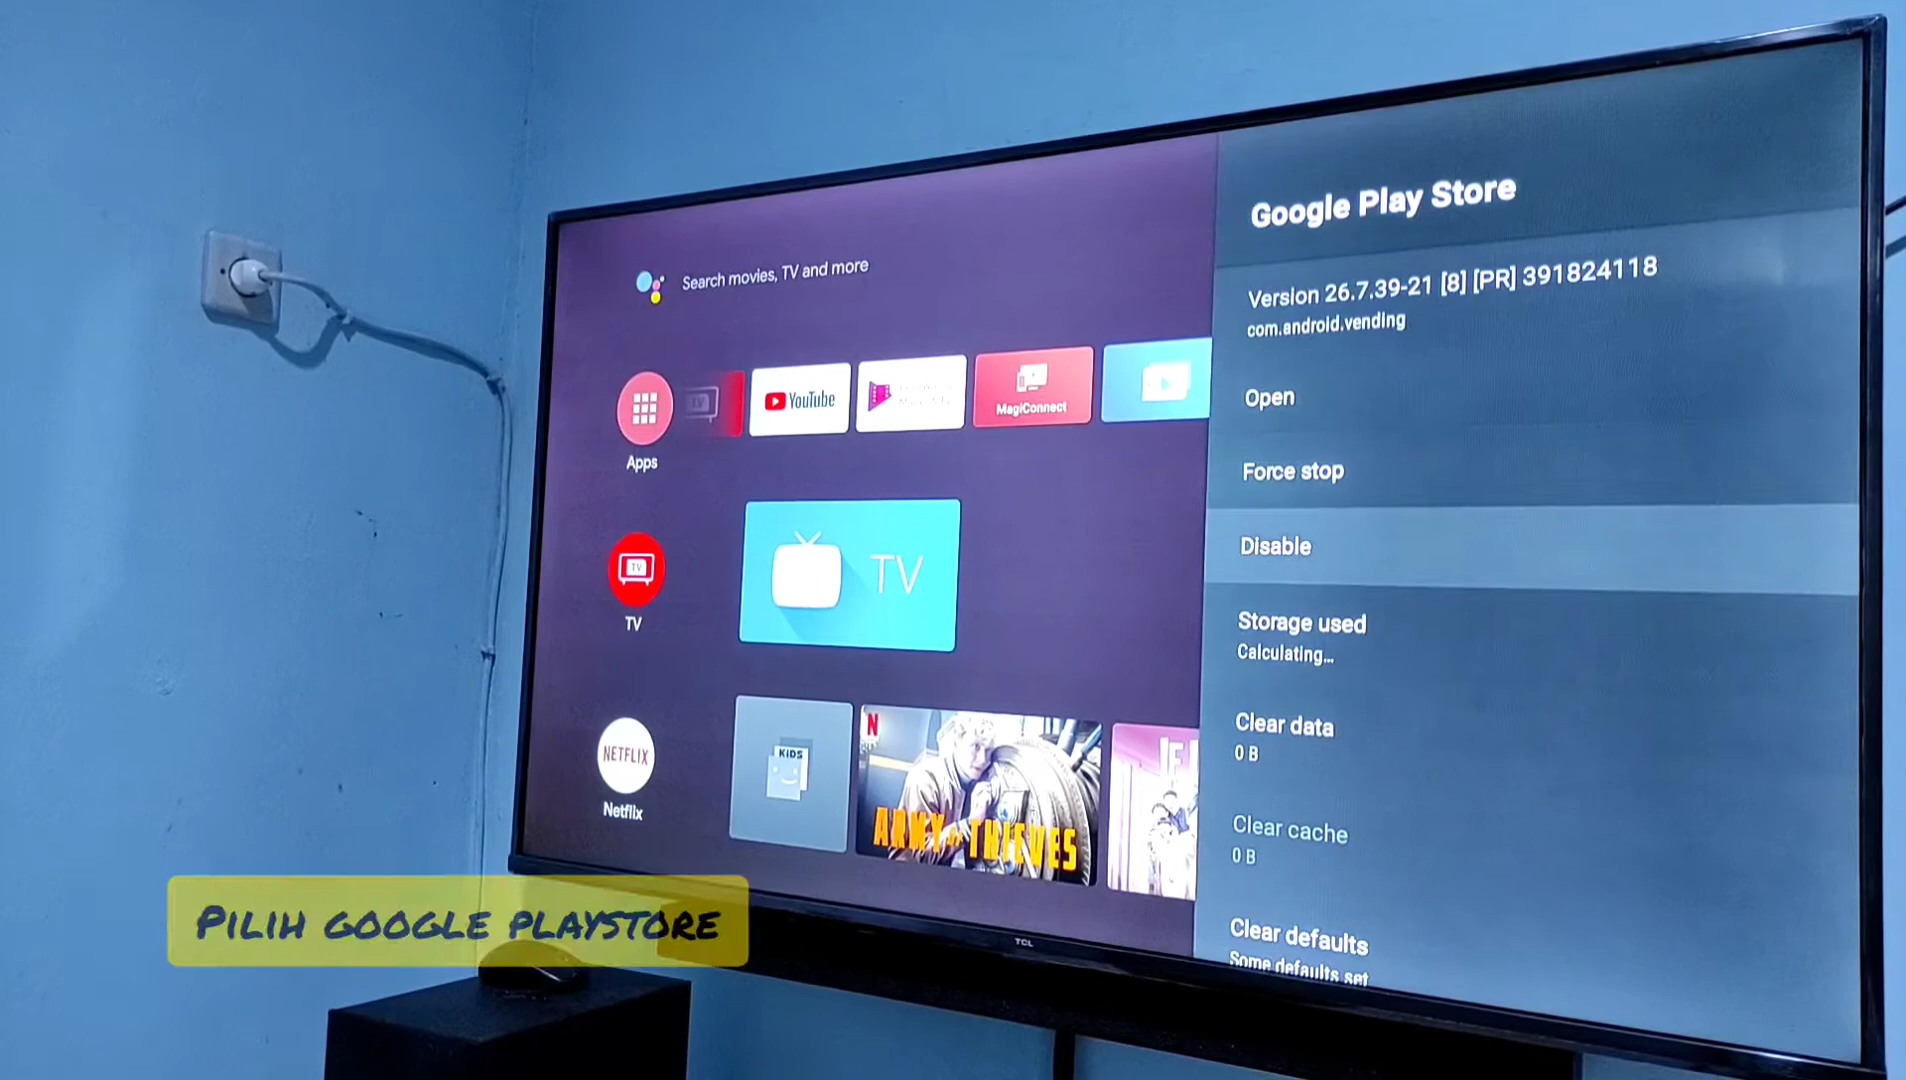 Search movies, TV and more
Apps
TV
YouTube
MagiConnect
TV
TV
TV
NETFLIX
Netflix
KIDS
N
ARMY OF THIEVES
TCL
Google Play Store
Version 26.7.39-21 [8] [PR] 391824118
com.android.vending
Open
Force stop
Disable
Storage used
Calculating...
Clear data
0 B
Clear cache
0 B
Clear defaults
Some defaults set
PILIH GOOGLE PLAYSTORE